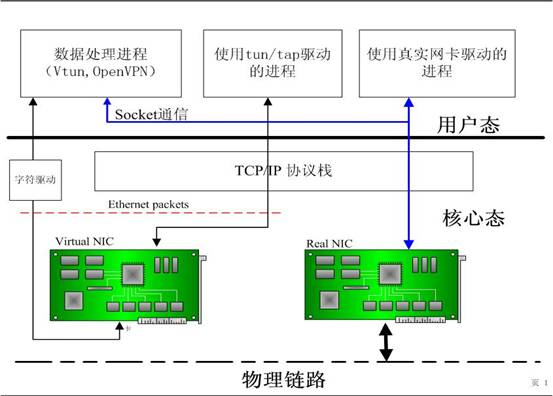 数据处理进程
（Vtun,OpenVPN）
使用tun/tap驱动
的进程
使用真实网卡驱动的
进程
Socket通信
用户态
TCP/IP 协议栈
字符驱动
Ethernet packets
核心态
Virtual NIC
Real NIC
卡
物理链路
页 1